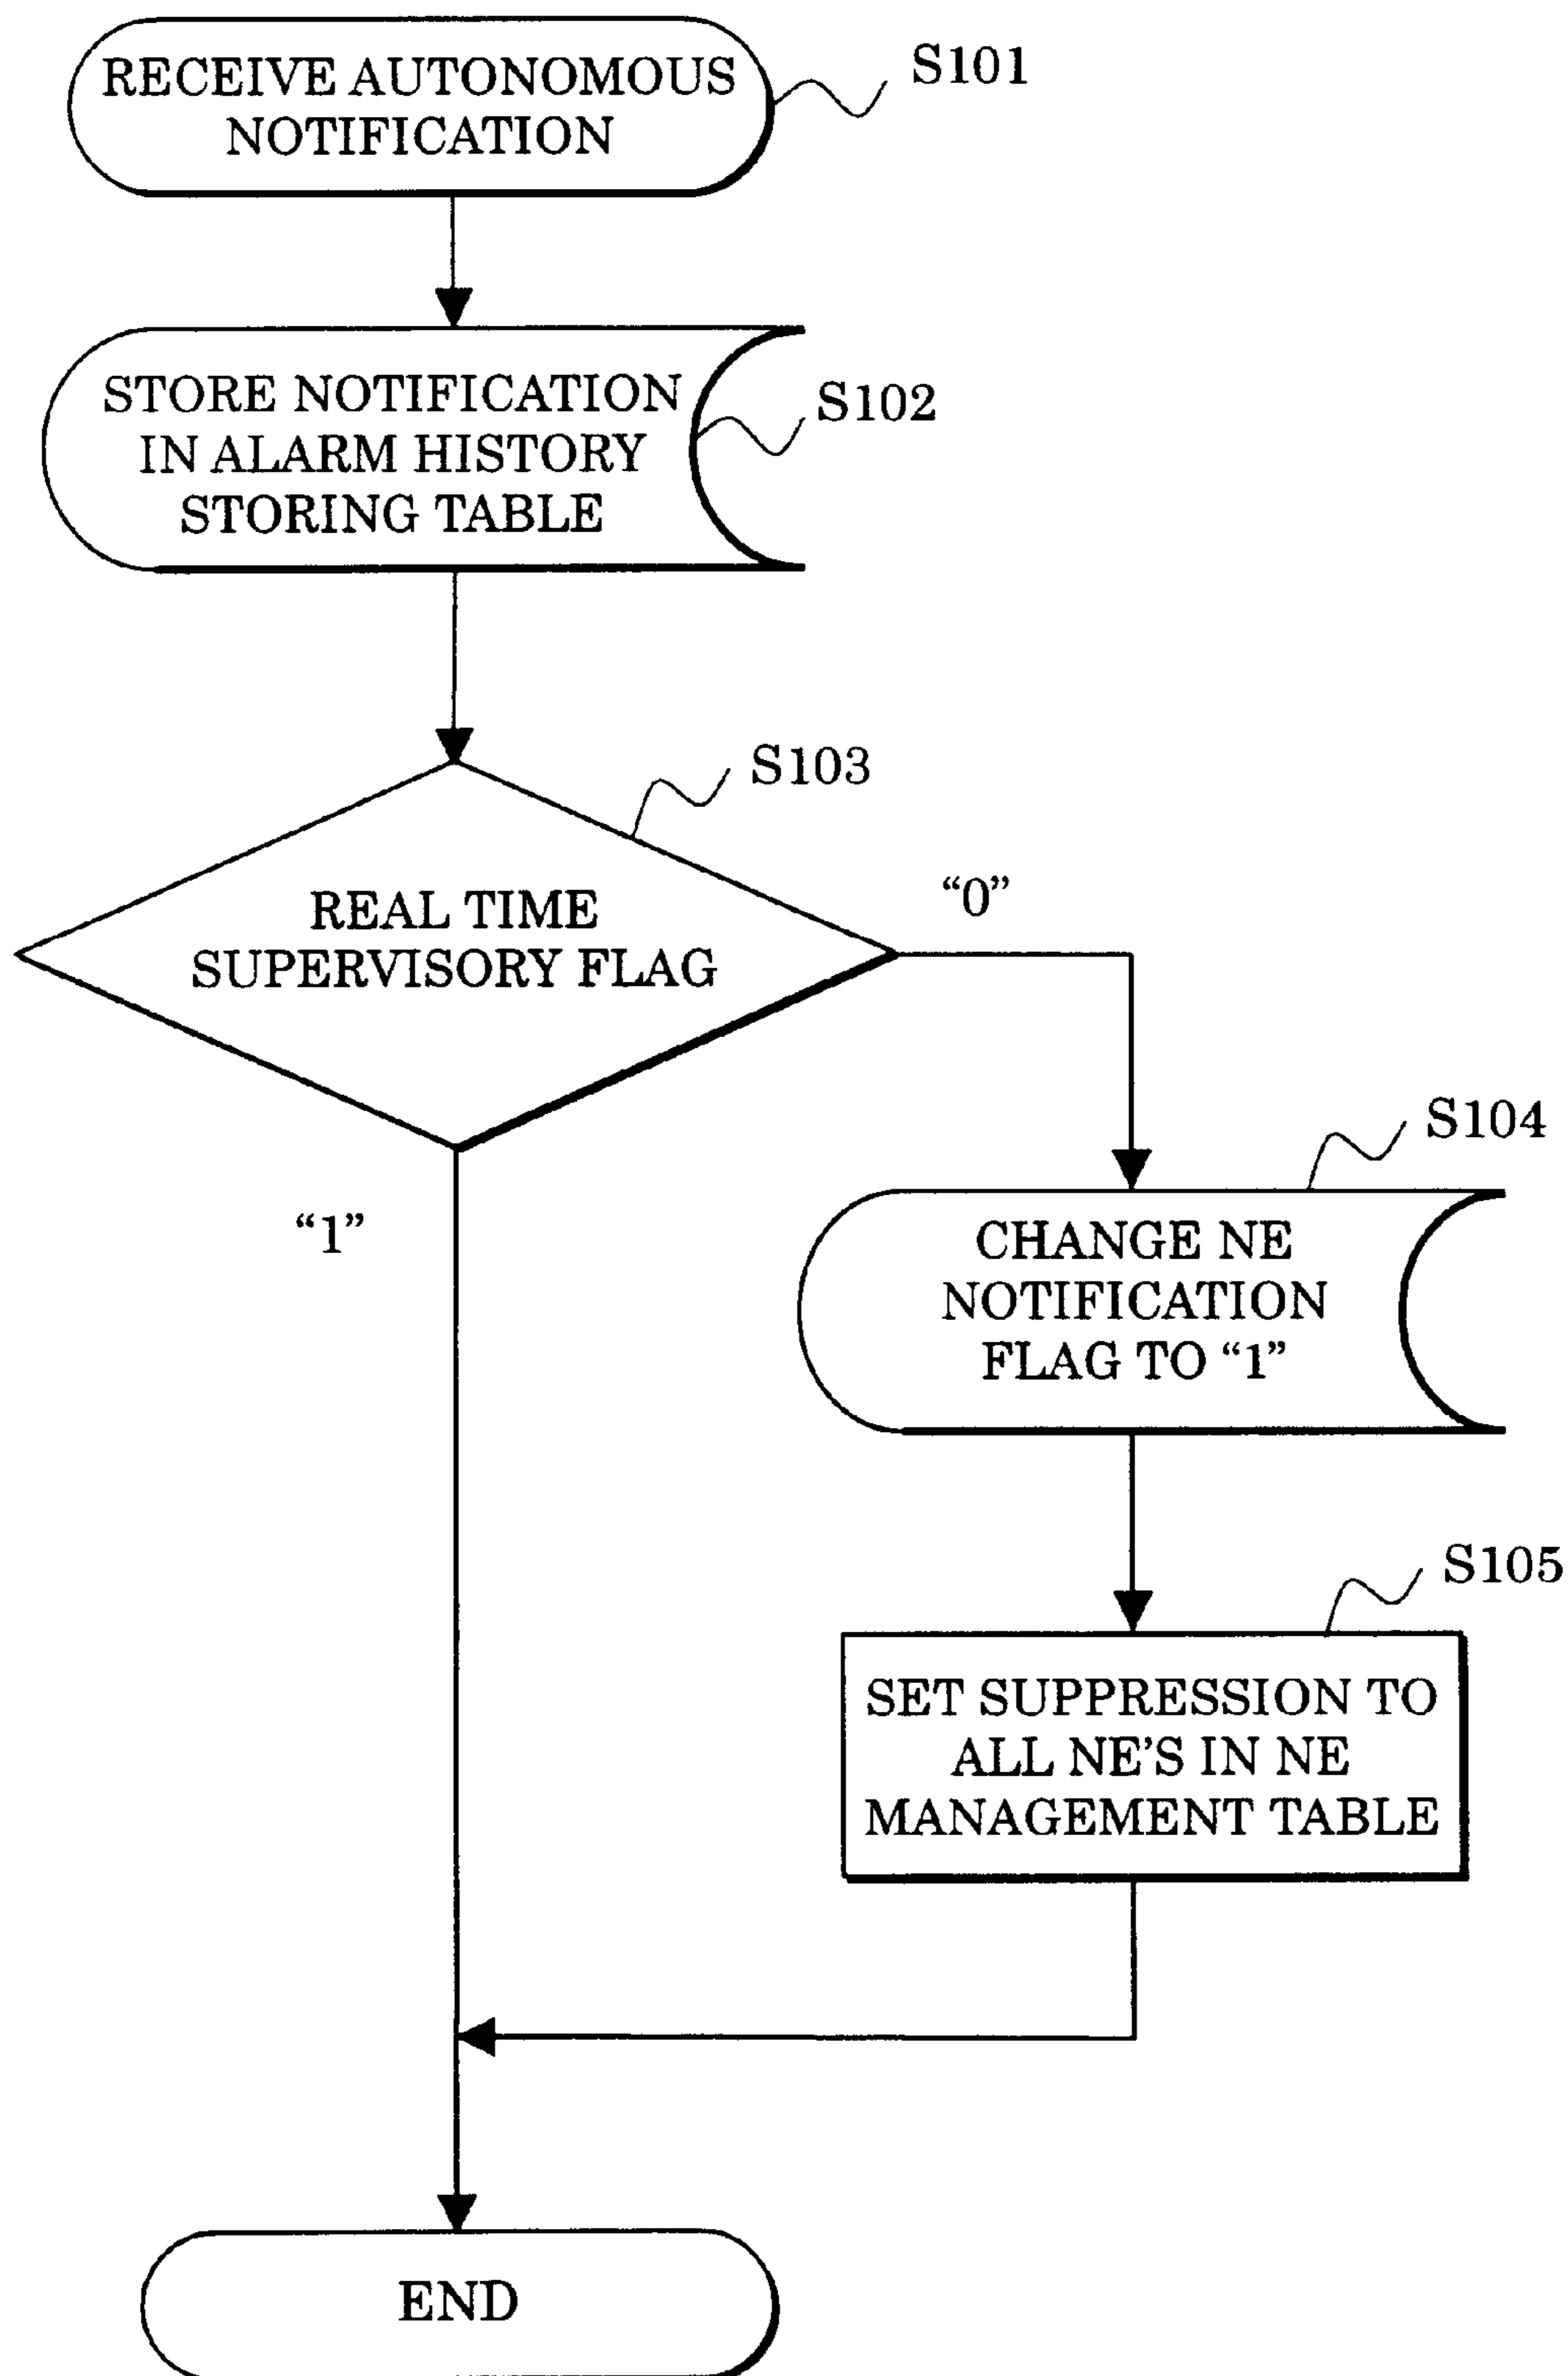 RECEIVE AUTONOMOUS
NOTIFICATION
S101
STORE NOTIFICATION
IN ALARM HISTORY
STORING TABLE
S102
S103
REAL TIME
SUPERVISORY FLAG
“0”
“1”
S104
CHANGE NE
NOTIFICATION
FLAG TO “1”
S105
SET SUPPRESSION TO
ALL NE’S IN NE
MANAGEMENT TABLE
END